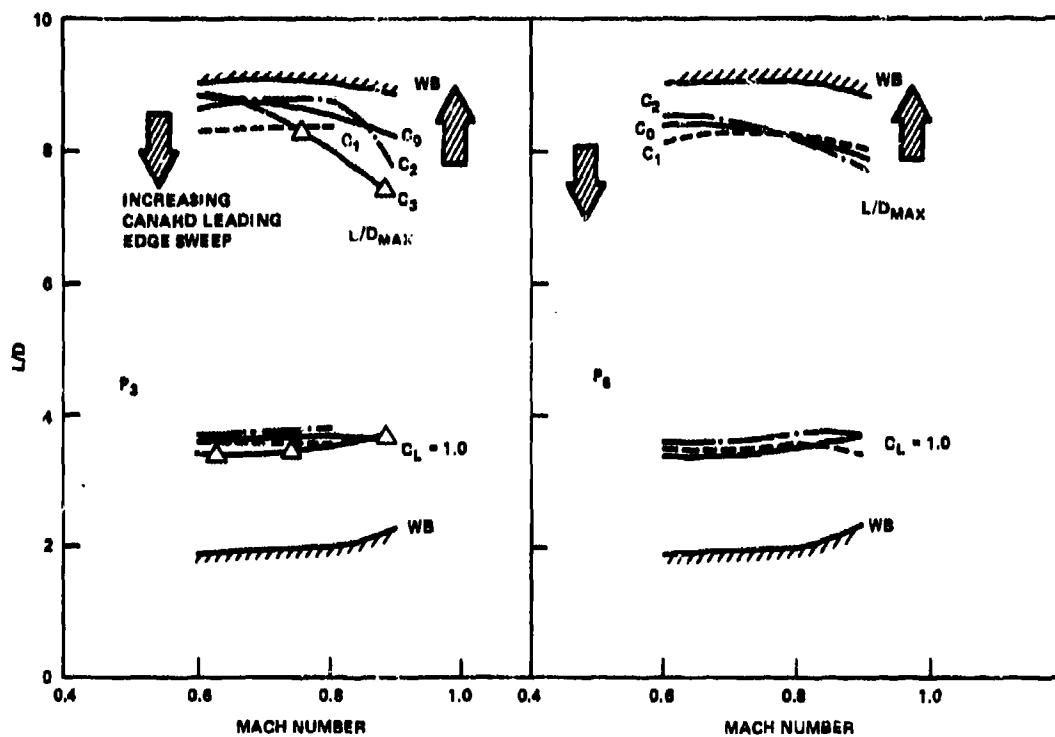 10
8
6
4
2
0
L/D
WB
C0
C1
C2
C3
INCREASING
CANAHD LEADING
EDGE SWEEP
L/DMAX
P3
CL = 1.0
WB
0.4
0.6
0.8
1.0
MACH NUMBER
WB
C2
C0
C1
L/DMAX
CL = 1.0
WB
0.4
0.6
0.8
1.0
MACH NUMBER